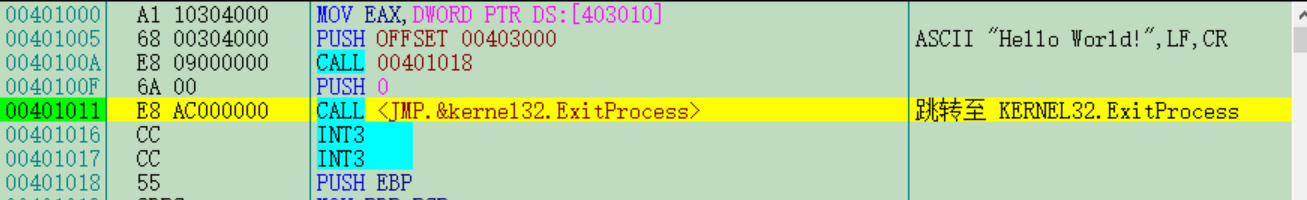 00401000 A1 10304000 MOV EAX,DWORD PTR DS:[403010]
00401005 68 00304000 PUSH OFFSET 00403000 ASCII "Hello World!",LF,CR
0040100A E8 09000000 CALL 00401018
0040100F 6A 00 PUSH 0
00401011 E8 AC000000 CALL <JMP.&kernel32.ExitProcess> 跳转至 KERNEL32.ExitProcess
00401016 CC INT3
00401017 CC INT3
00401018 55 PUSH EBP